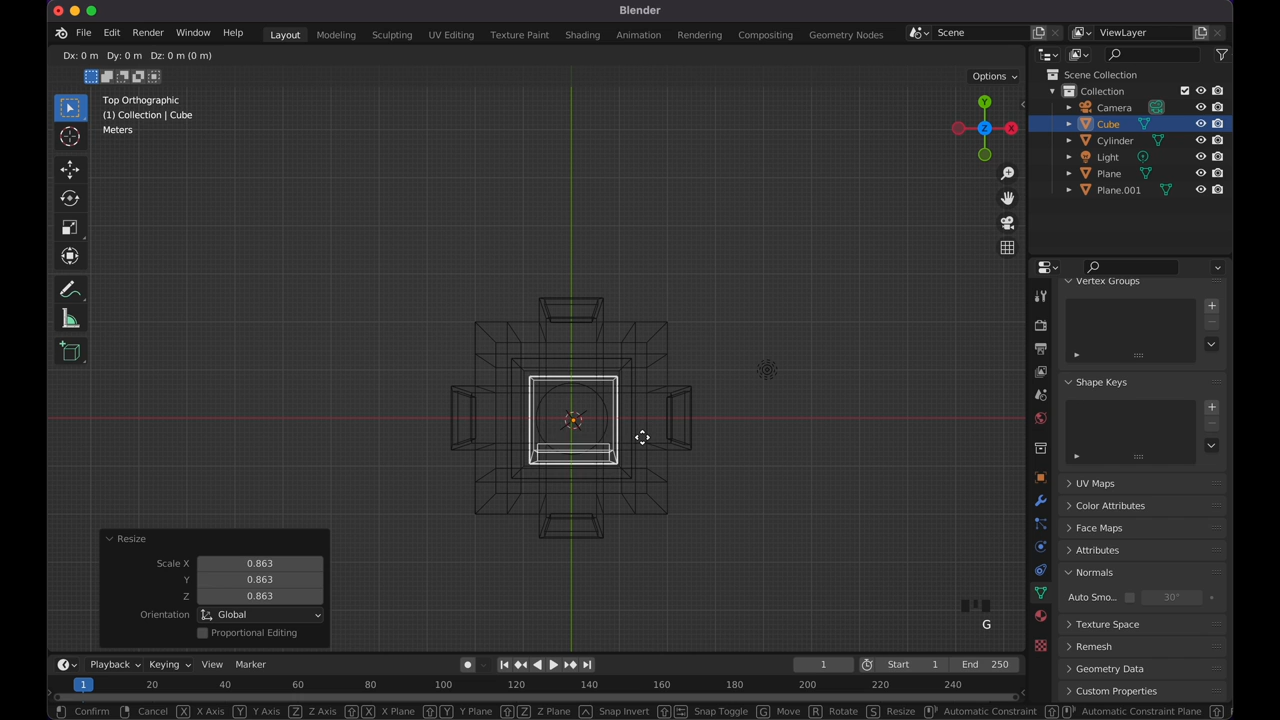 Blender
File Edit Render Window Help Layout Modeling Sculpting UV Editing Texture Paint Shading Animation Rendering Compositing Geometry Nodes Scene ViewLayer
Dx: 0 m Dy: 0 m Dz: 0 m (0 m)
Options
Top Orthographic
(1) Collection | Cube
Meters
Y
Z
X
Scene Collection
Collection
Camera
Cube
Cylinder
Light
Plane
Plane.001
Vertex Groups
Shape Keys
UV Maps
Color Attributes
Face Maps
Attributes
Normals
Auto Smo... 30°
Texture Space
Remesh
Geometry Data
Custom Properties
Resize
Scale X 0.863
Y 0.863
Z 0.863
Orientation Global
Proportional Editing
G
Playback Keying View Marker 1 Start 1 End 250
1 20 40 60 80 100 120 140 160 180 200 220 240
Confirm Cancel X X Axis Y Y Axis Z Z Axis X X Plane Y Y Plane Z Z Plane Snap Invert Snap Toggle G Move R Rotate S Resize Automatic Constraint Automatic Constraint Plane